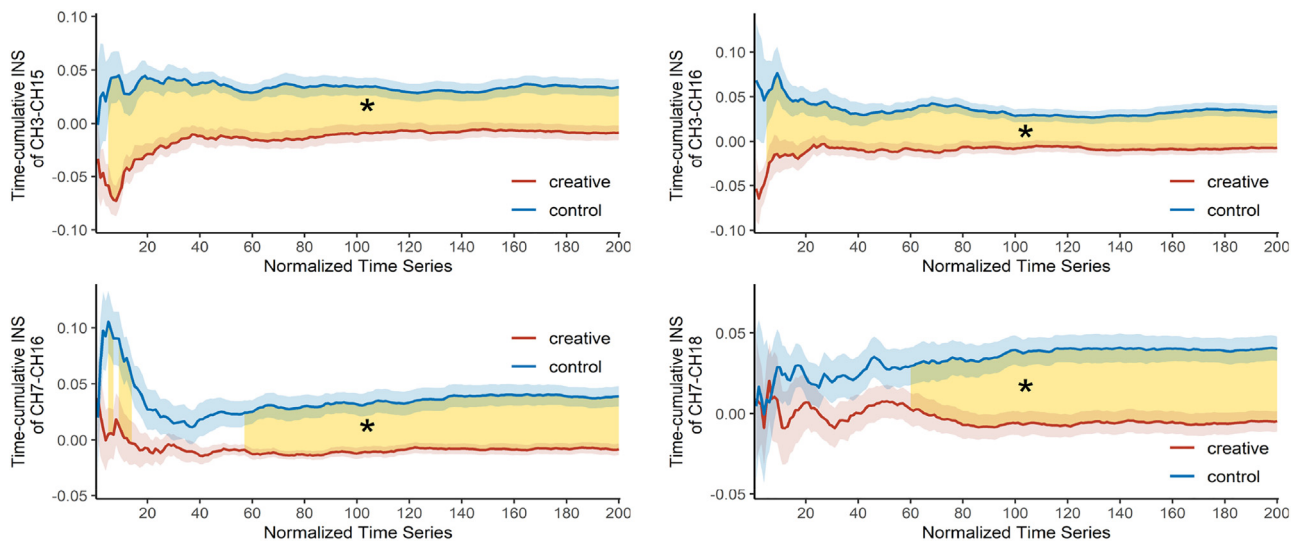 Time-cumulative INS
of CH3-CH15
0.10
0.05
0.00
-0.05
-0.10
*
creative
control
20 40 60 80 100 120 140 160 180 200
Normalized Time Series
Time-cumulative INS
of CH3-CH16
0.10
0.05
0.00
-0.05
-0.10
*
creative
control
20 40 60 80 100 120 140 160 180 200
Normalized Time Series
Time-cumulative INS
of CH7-CH16
0.10
0.05
0.00
-0.05
creative
control
*
20 40 60 80 100 120 140 160 180 200
Normalized Time Series
Time-cumulative INS
of CH7-CH18
0.05
0.00
-0.05
*
creative
control
20 40 60 80 100 120 140 160 180 200
Normalized Time Series